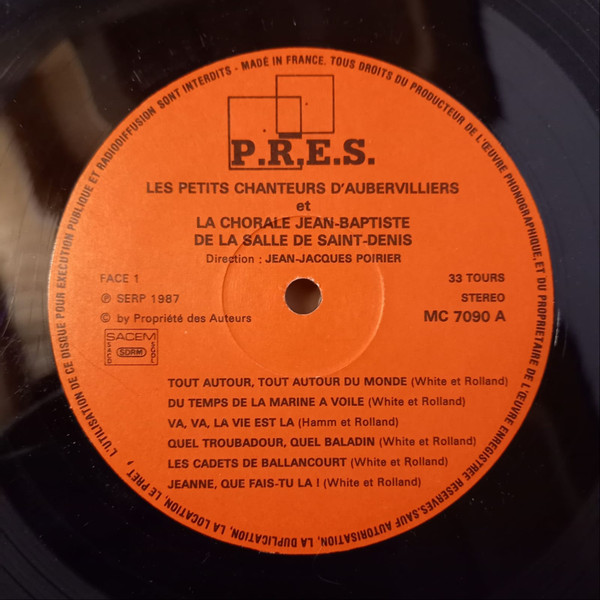 P.R.E.S.
LES PETITS CHANTEURS D'AUBERVILLIERS
et
LA CHORALE JEAN-BAPTISTE
DE LA SALLE DE SAINT-DENIS
Direction : JEAN-JACQUES POIRIER
FACE 1
33 TOURS
℗ SERP 1987
STEREO
© by Propriété des Auteurs
MC 7090 A
SACEM
SACD SDRM SGDL
TOUT AUTOUR, TOUT AUTOUR DU MONDE (White et Rolland)
DU TEMPS DE LA MARINE A VOILE (White et Rolland)
VA, VA, LA VIE EST LA (Hamm et Rolland)
QUEL TROUBADOUR, QUEL BALADIN (White et Rolland)
LES CADETS DE BALLANCOURT (White et Rolland)
JEANNE, QUE FAIS-TU LA ! (White et Rolland)
MADE IN FRANCE. TOUS DROITS DU PRODUCTEUR DE L'ŒUVRE PHONOGRAPHIQUE, ET DU PROPRIETAIRE DE L'ŒUVRE ENREGISTREE RESERVES. SAUF AUTORISATION, LA DUPLICATION, LA LOCATION, LE PRET, L'UTILISATION DE CE DISQUE POUR EXECUTION PUBLIQUE ET RADIODIFFUSION SONT INTERDITS -